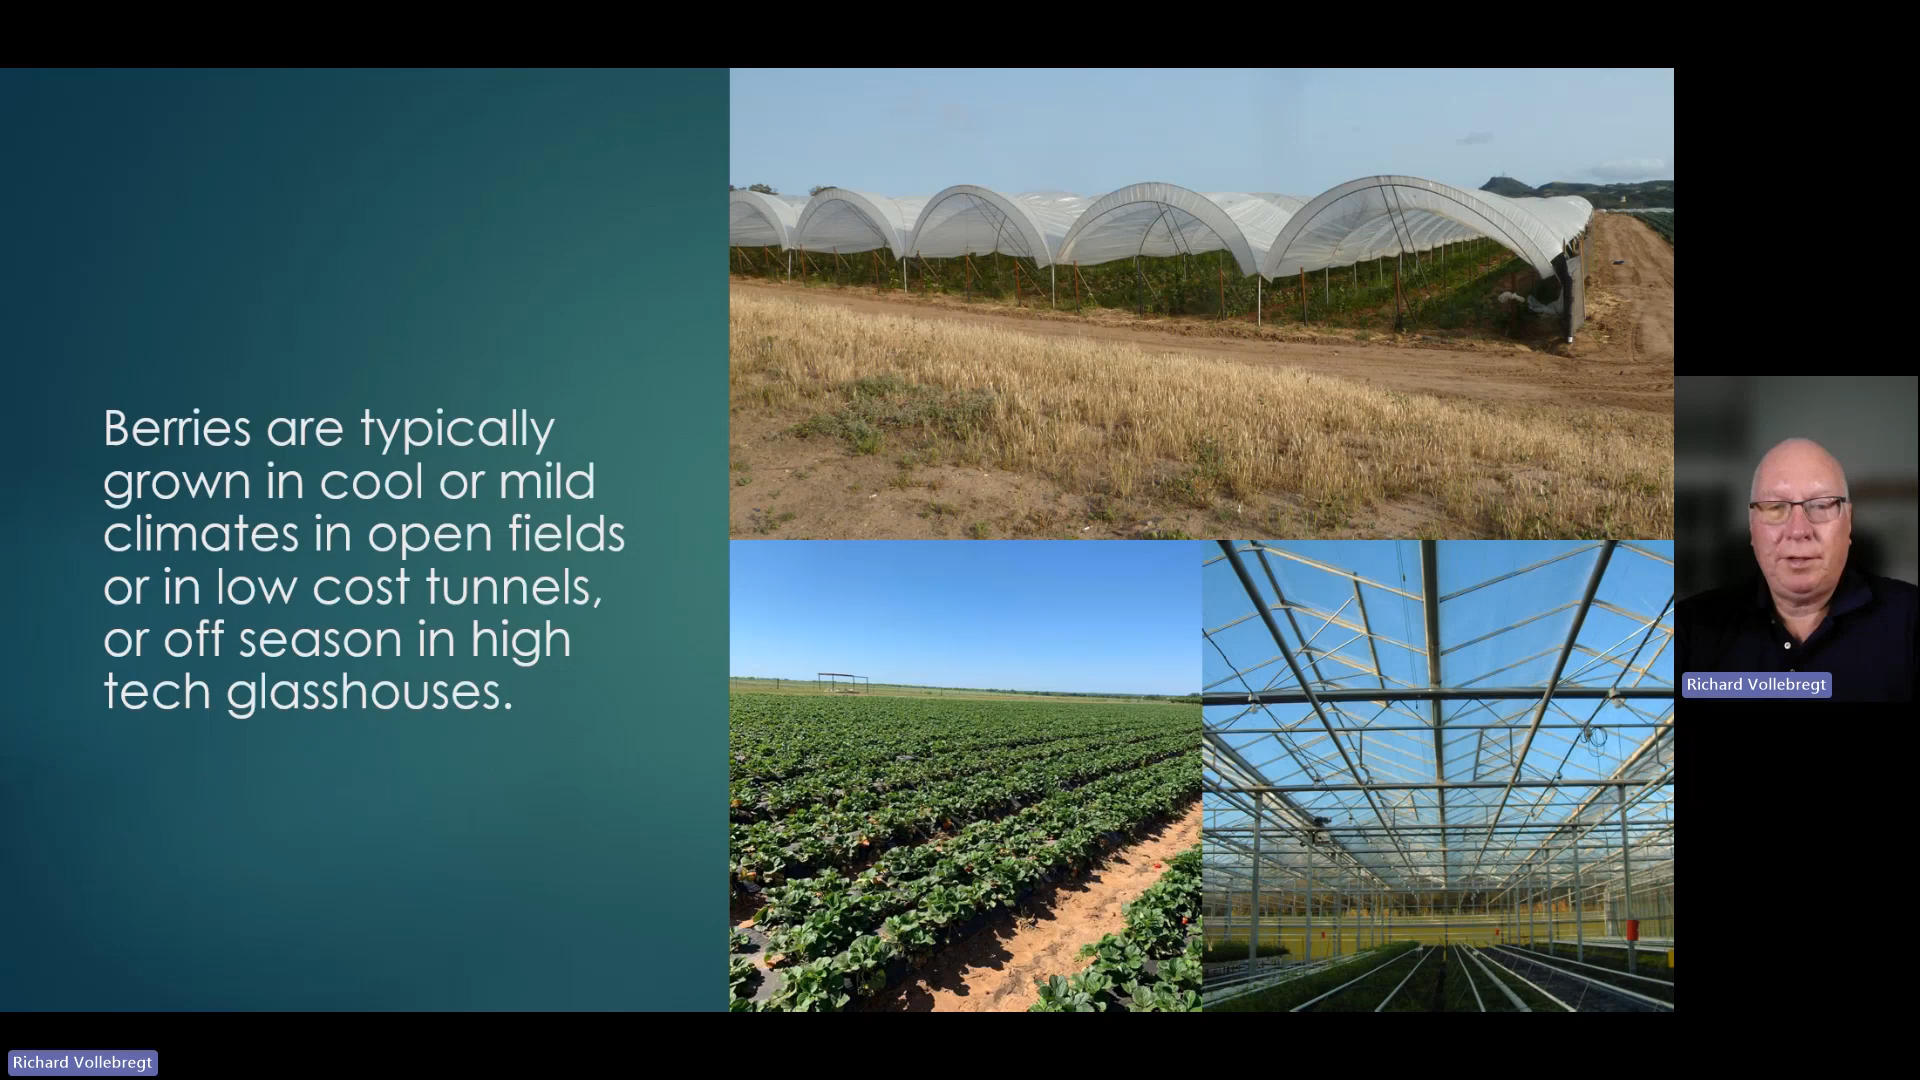 Berries are typically
grown in cool or mild
climates in open fields
or in low cost tunnels,
or off season in high
tech glasshouses.
Richard Vollebregt
Richard Vollebregt